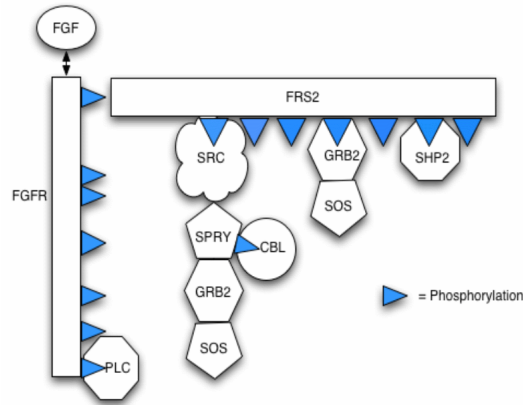 FGF
FRS2
FGFR
SRC
GRB2
SHP2
SOS
SPRY
CBL
GRB2
SOS
= Phosphorylation
PLC